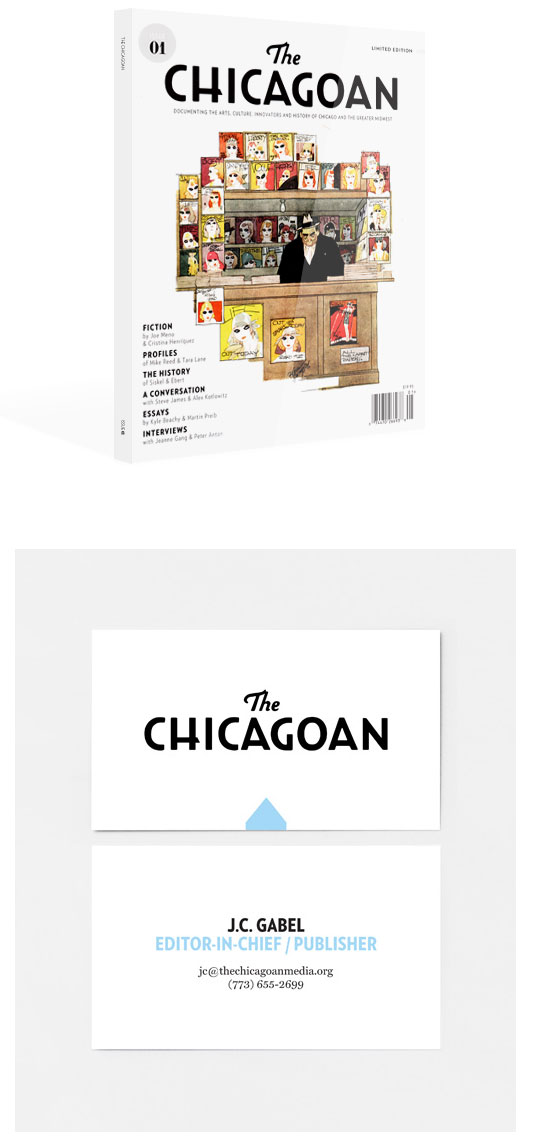 THE CHICAGOAN
01
The
LIMITED EDITION
CHICAGOAN
DOCUMENTING THE ARTS, CULTURE, INNOVATORS AND HISTORY OF CHICAGO AND THE GREATER MIDWEST
OUT TODAY
FICTION
by Joe Meno
& Cristina Henríquez
PROFILES
of Mike Reed & Tara Lane
THE HISTORY
of Siskel & Ebert
A CONVERSATION
with Steve James & Alex Kotlowitz
ESSAYS
by Kyle Beachy &
INTERVIEWS
with Jeanne Gang & Peter
The
CHICAGOAN
J.C. GABEL
EDITOR-IN-CHIEF / PUBLISHER
jc@thechicagoanmedia.org
(773) 655-2699